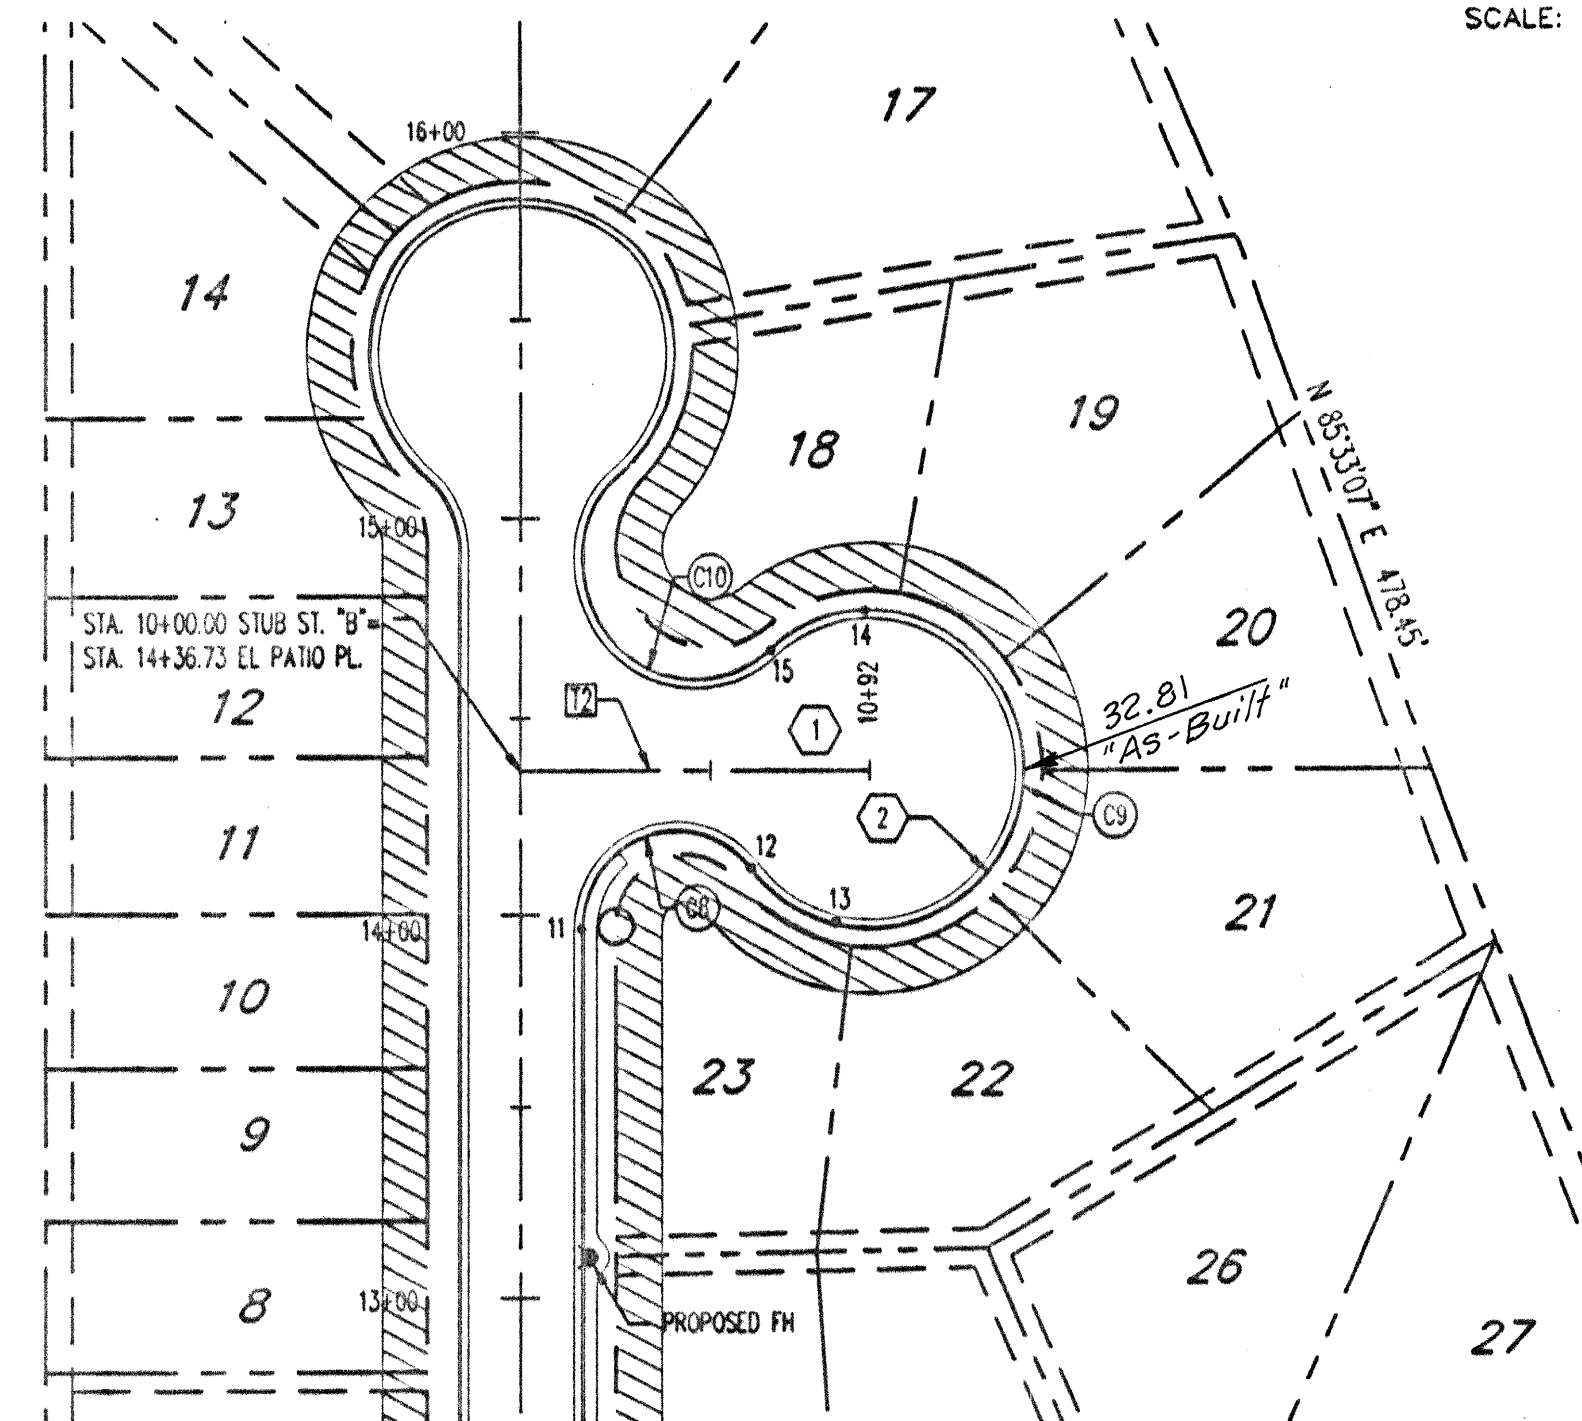 SCALE:
17
16+00
14
19
18
N 85°33'07" E 478.45'
13
15+00
C10
STA. 10+00.00 STUB ST. "B"=
STA. 14+36.73 EL PATIO PL.
20
14
15
12
T2
10+92
1
32.81
"As-Built"
2
C9
11
12
13
C8
21
11
14+00
10
23
22
9
26
8
13+00
PROPOSED FH
27